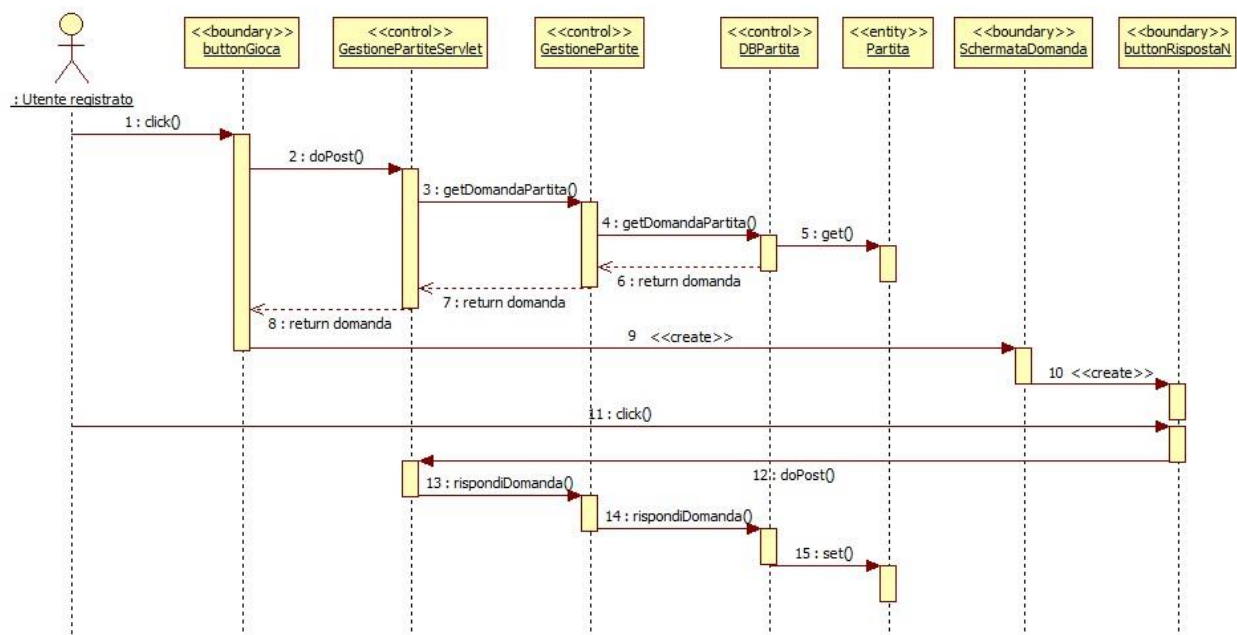 <<boundary>>
buttonGioca
<<control>>
GestionePartiteServlet
<<control>>
GestionePartite
<<control>>
DBPartita
<<entity>>
Partita
<<boundary>>
SchermataDomanda
<<boundary>>
buttonRispostaN
: Utente registrato
1 : click()
2 : doPost()
3 : getDomandaPartita()
4 : getDomandaPartita()
5 : get()
6 : return domanda
7 : return domanda
8 : return domanda
9 <<create>>
10 <<create>>
11 : click()
12 : doPost()
13 : rispondiDomanda()
14 : rispondiDomanda()
15 : set()